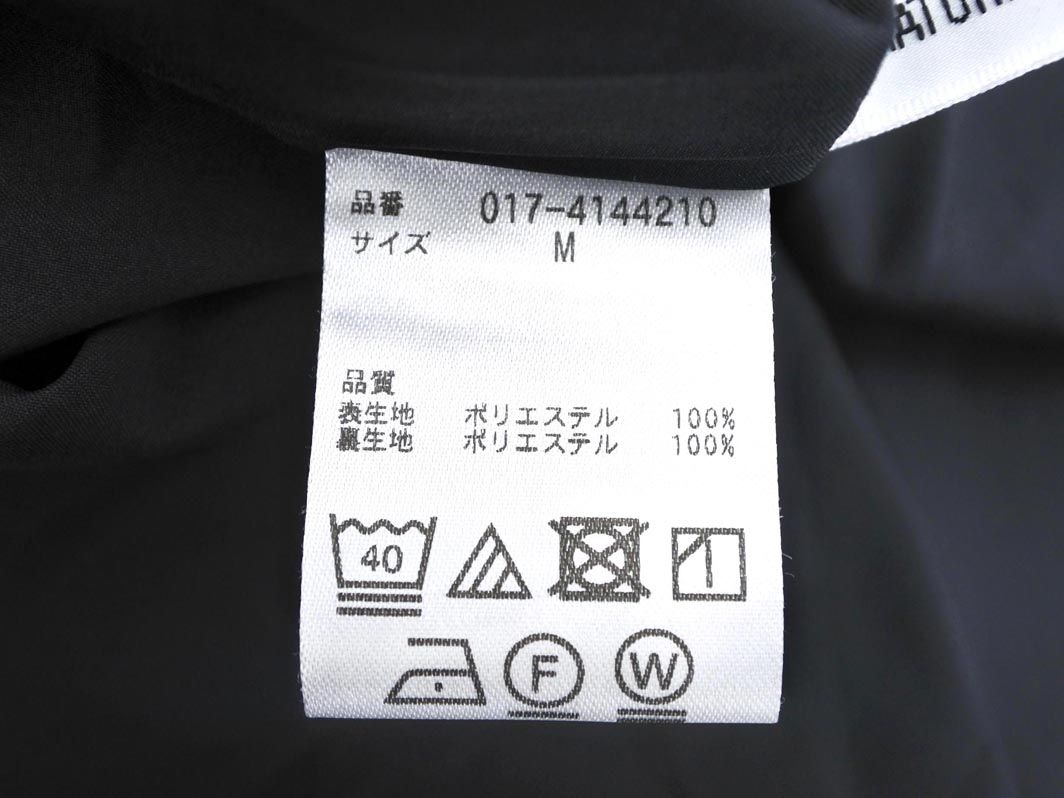 品番 017-4144210
サイズ M
品質
表生地 ポリエステル 100%
裏生地 ポリエステル 100%
40
F W